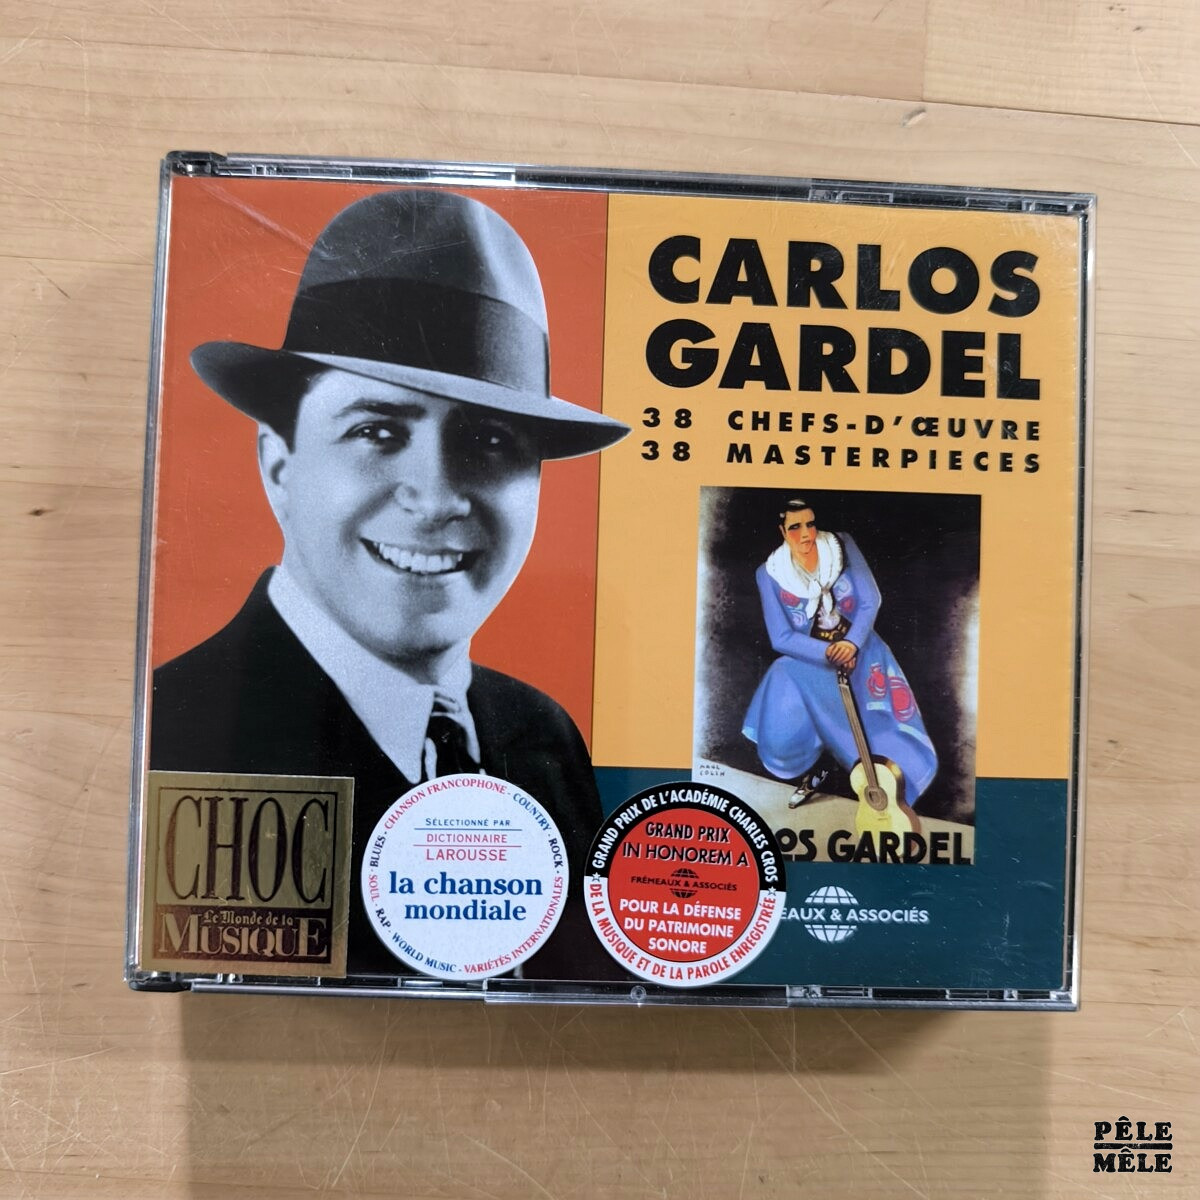 CARLOS
GARDEL
38 CHEFS-D'ŒUVRE
38 MASTERPIECES
PAUL
COLIN
OS GARDEL
EAUX & ASSOCIÉS
CHOC
Le Monde de la
MUSIQUE
CHANSON FRANCOPHONE - COUNTRY - ROCK - VARIÉTÉS INTERNATIONALES - WORLD MUSIC - RAP - SOUL - BLUES -
SÉLECTIONNÉ PAR
DICTIONNAIRE
LAROUSSE
la chanson
mondiale
GRAND PRIX DE L'ACADÉMIE CHARLES CROS
GRAND PRIX
IN HONOREM A
FRÉMEAUX & ASSOCIÉS
POUR LA DÉFENSE
DU PATRIMOINE
SONORE
DE LA MUSIQUE ET DE LA PAROLE ENREGISTRÉE
PÊLE
MÊLE